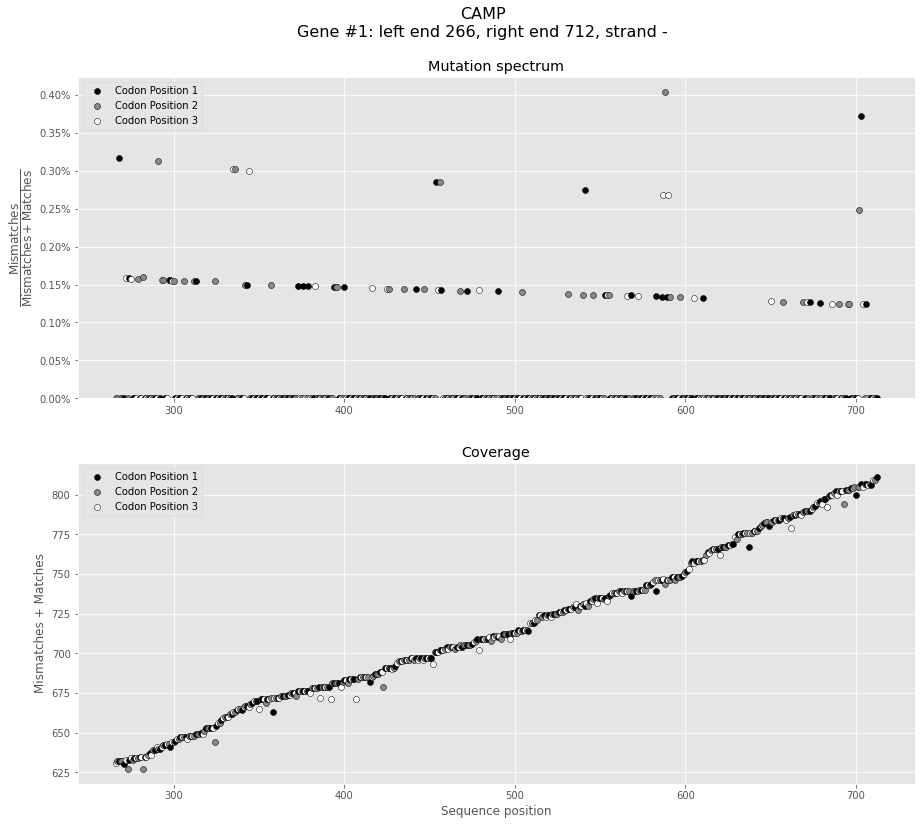 CAMP
Gene #1: left end 266, right end 712, strand -
Mutation spectrum
Codon Position 1
Codon Position 2
Codon Position 3
0.40%
0.35%
0.30%
0.25%
0.20%
0.15%
0.10%
0.05%
0.00%
Mismatches
Mismatches + Matches
300
400
500
600
700
Coverage
Codon Position 1
Codon Position 2
Codon Position 3
800
775
750
725
700
675
650
625
Mismatches + Matches
300
400
500
600
700
Sequence position